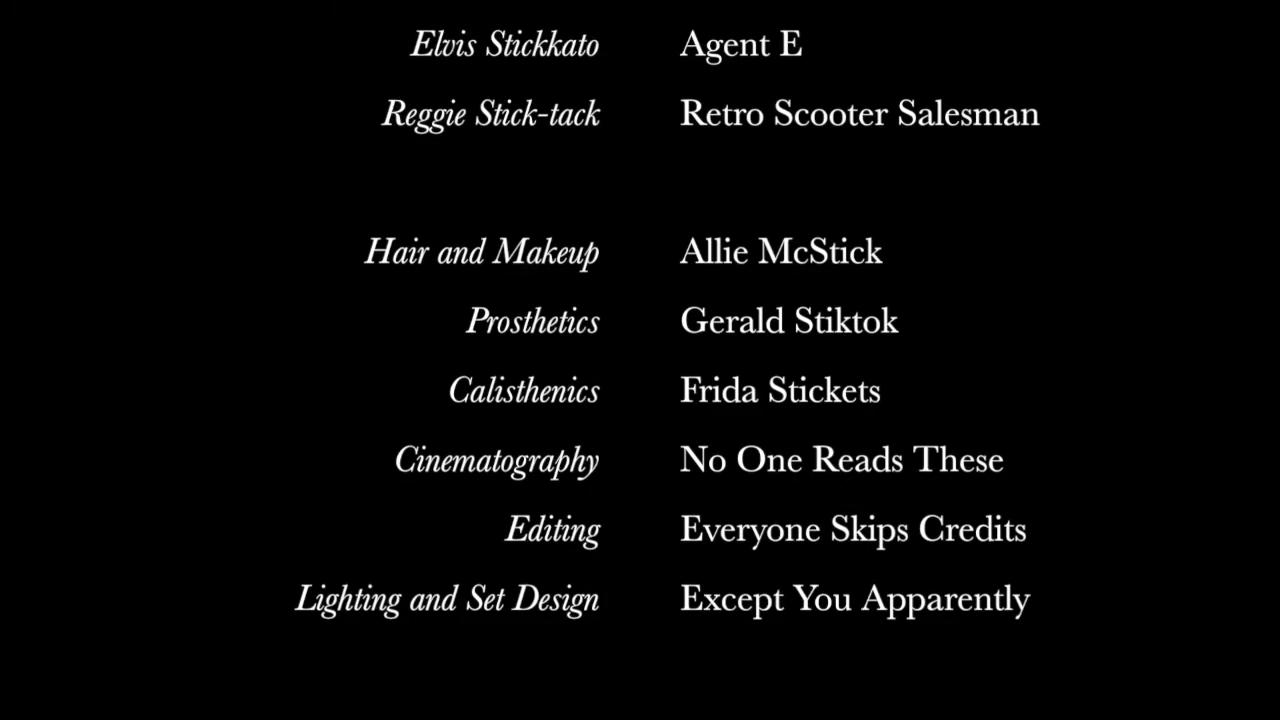 Elvis Stickkato Agent E
Reggie Stick-tack Retro Scooter Salesman
Hair and Makeup Allie McStick
Prosthetics Gerald Stiktok
Calisthenics Frida Stickets
Cinematography No One Reads These
Editing Everyone Skips Credits
Lighting and Set Design Except You Apparently